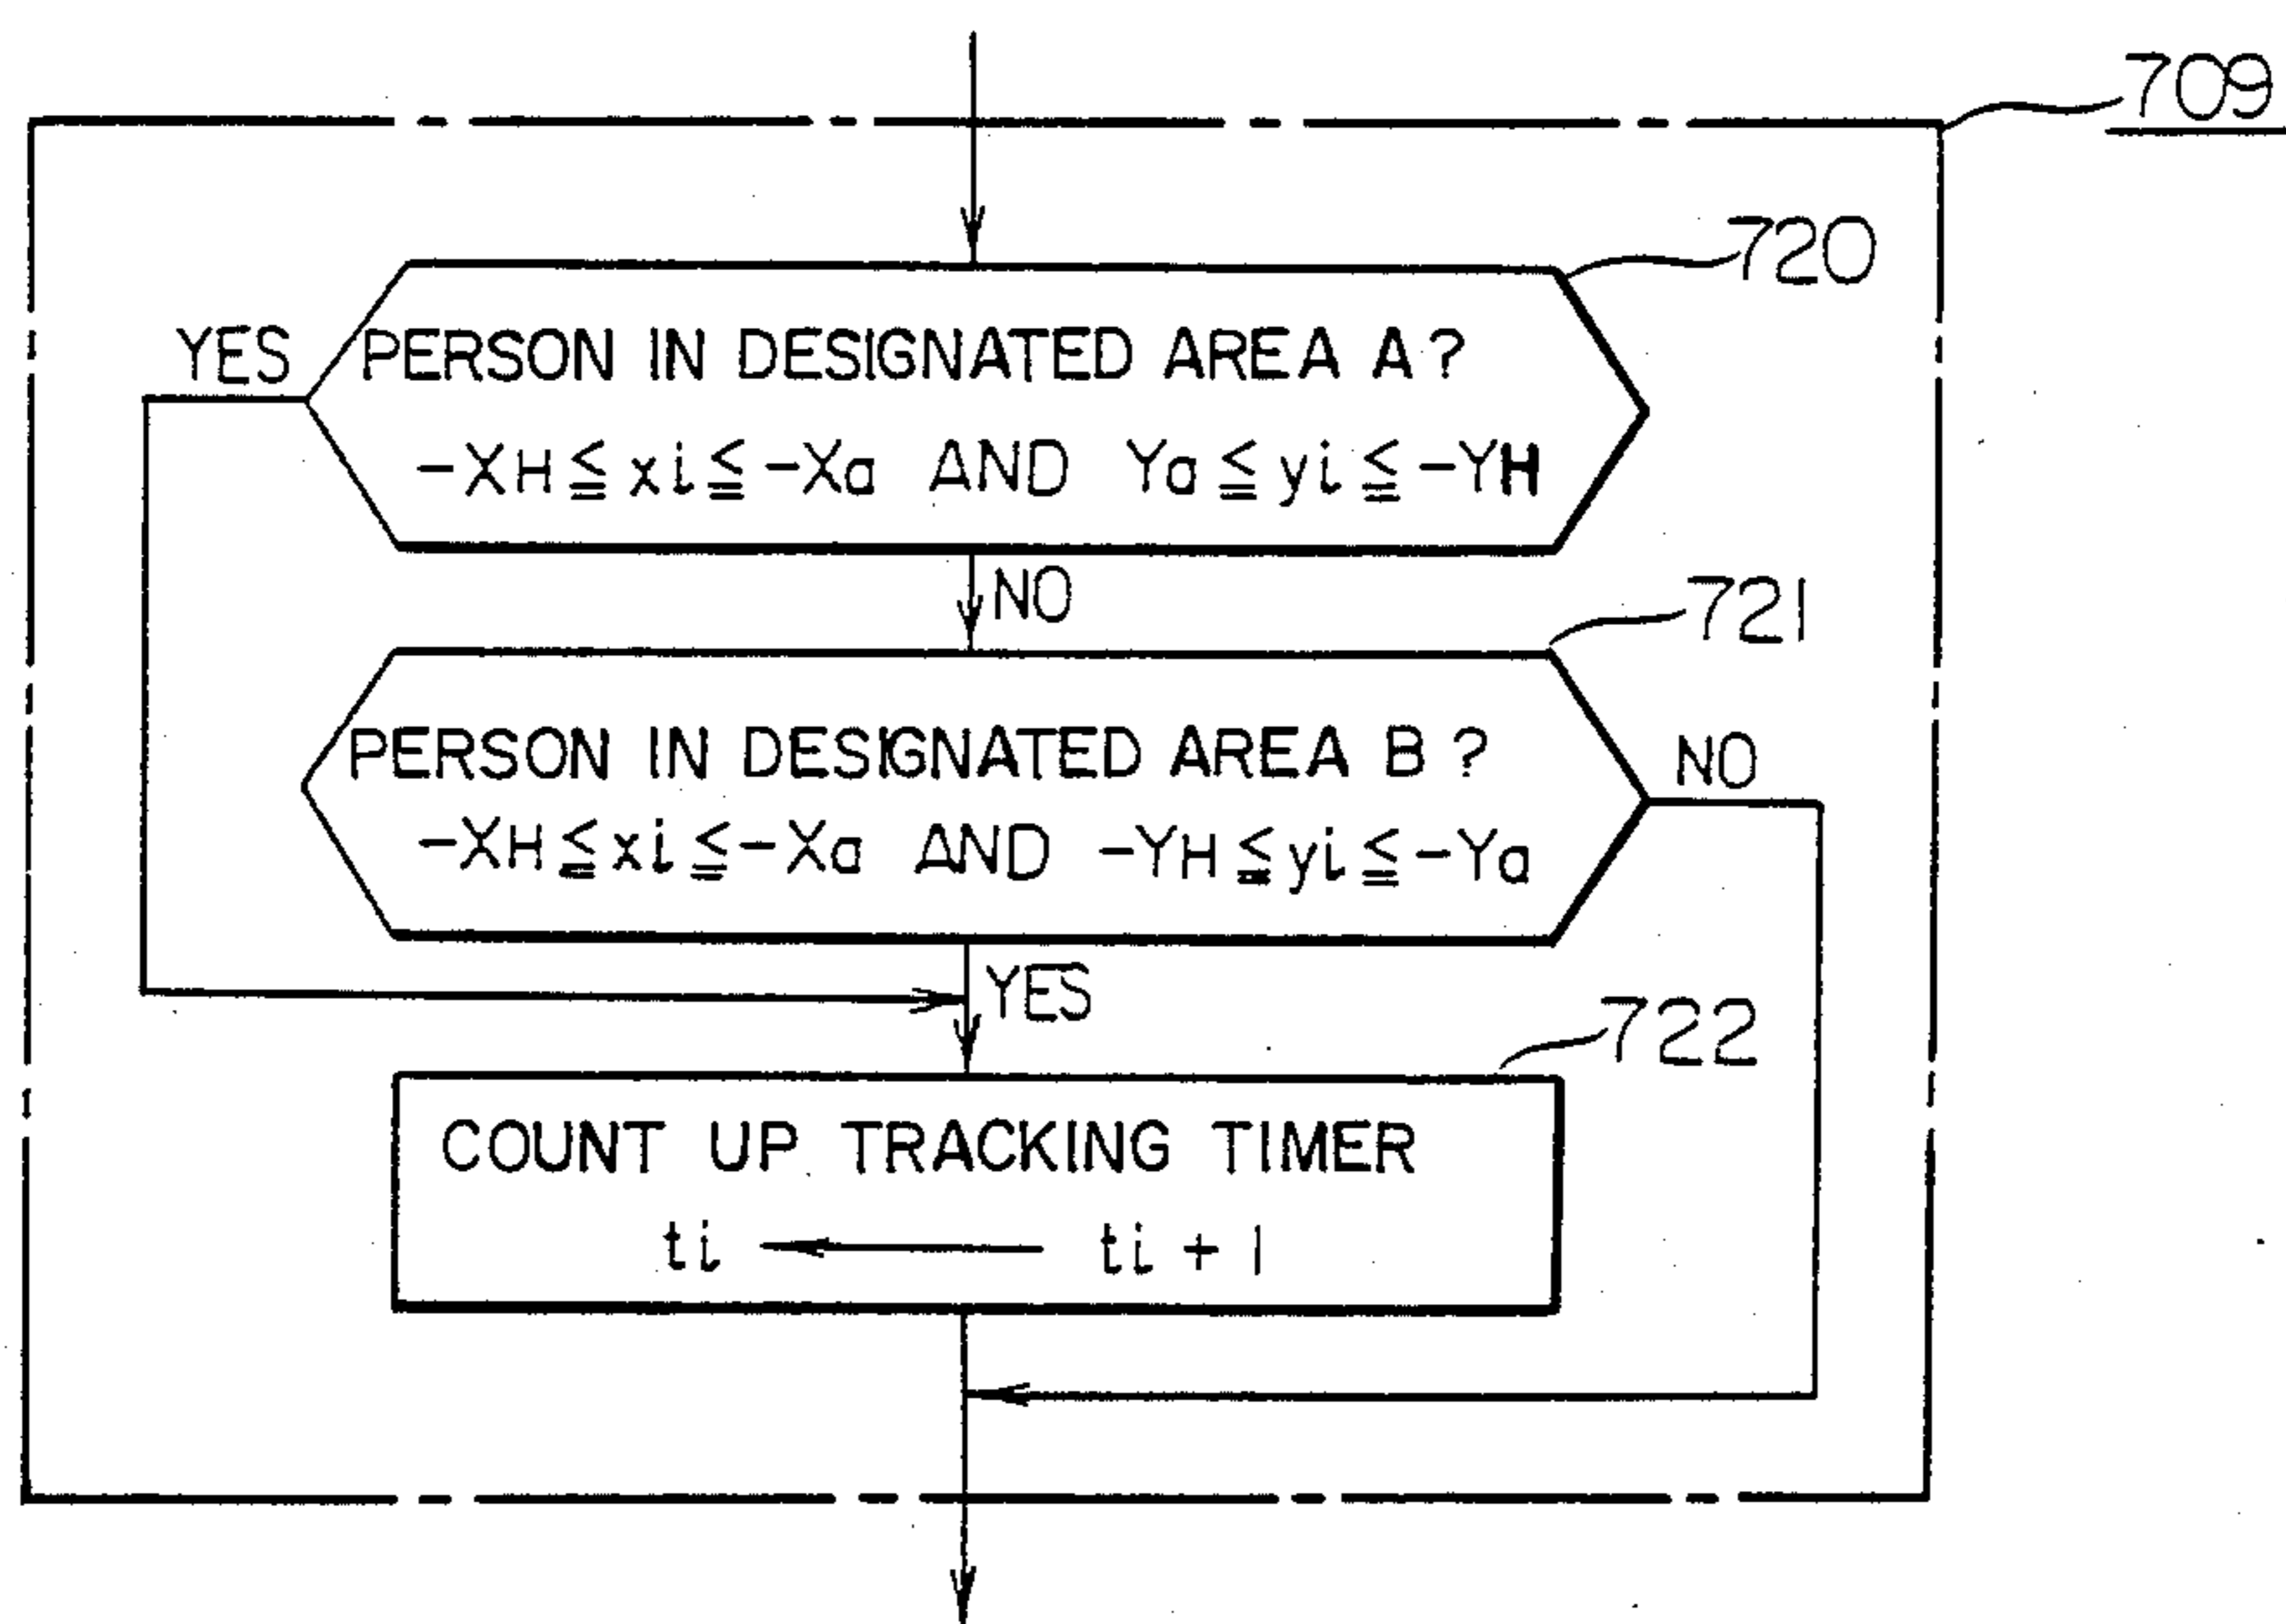 709
720
YES
PERSON IN DESIGNATED AREA A?
-XH ≦ xi ≦ -Xa AND Ya ≦ yi ≦ -YH
NO
721
PERSON IN DESIGNATED AREA B?
NO
-XH ≦ xi ≦ -Xa AND -YH ≦ yi ≦ -Ya
YES
722
COUNT UP TRACKING TIMER
ti ← ti + 1